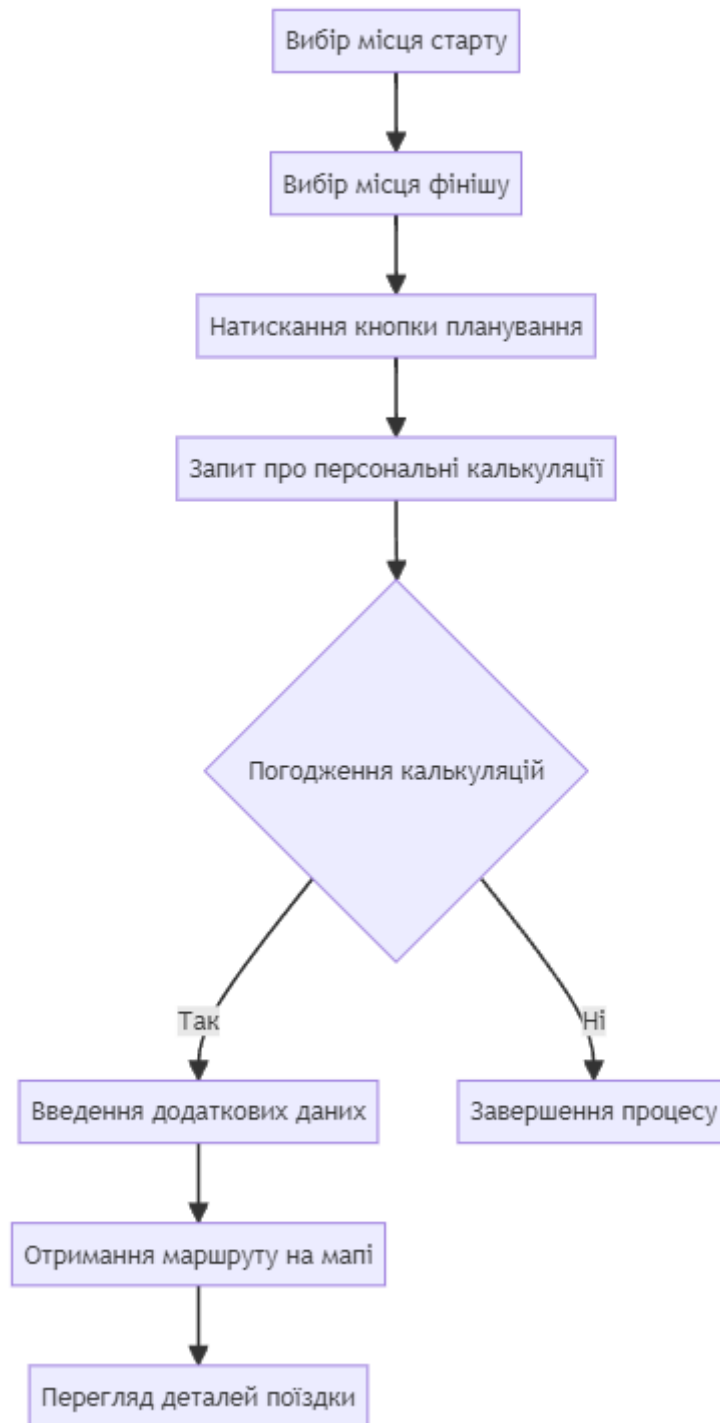 Вибір місця старту
Вибір місця фінішу
Натискання кнопки планування
Запит про персональні калькуляції
Погодження калькуляцій
Так
Ні
Введення додаткових даних
Завершення процесу
Отримання маршруту на мапі
Перегляд деталей поїздки